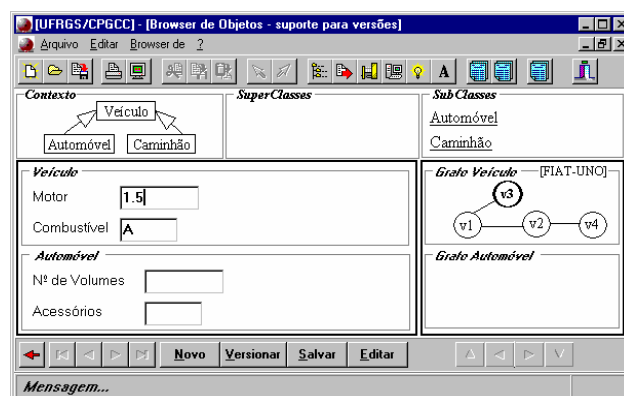 [UFRGS/CPGCC] - [Browser de Objetos - suporte para versões]
Arquivo Editar Browser de ?
A
Contexto
Veículo
Automóvel Caminhão
SuperClasses
SubClasses
Automóvel
Caminhão
Veículo
Motor 1.5
Combustível A
Grafo Veículo [FIAT-UNO]
v3
v1 v2 v4
Automóvel
Nº de Volumes
Acessórios
Grafo Automóvel
Novo Versionar Salvar Editar
Mensagem...